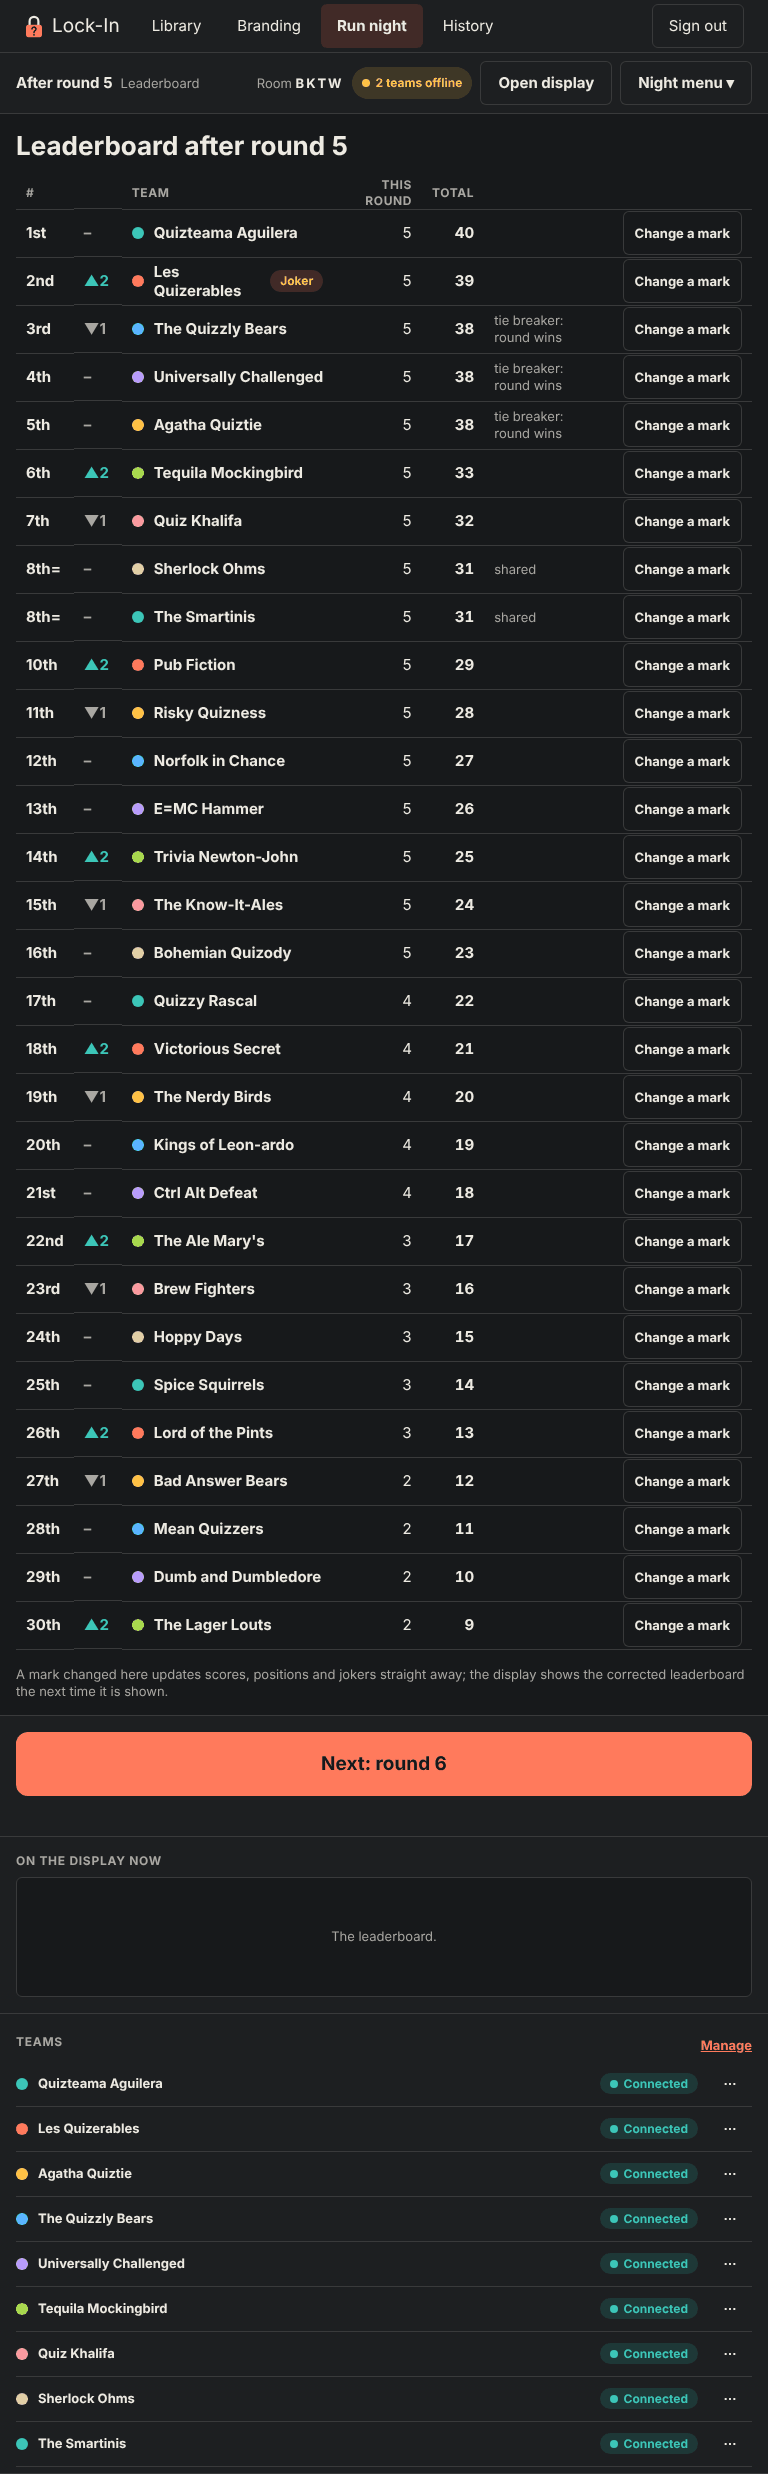 Lock-In Library Branding Run night History Sign out
After round 5 Leaderboard Room BKTW 2 teams offline Open display Night menu ▾
Leaderboard after round 5
# TEAM THIS ROUND TOTAL
1st – Quizteama Aguilera 5 40 Change a mark
2nd ▲2 Les Quizerables Joker 5 39 Change a mark
3rd ▼1 The Quizzly Bears 5 38 tie breaker: round wins Change a mark
4th – Universally Challenged 5 38 tie breaker: round wins Change a mark
5th – Agatha Quiztie 5 38 tie breaker: round wins Change a mark
6th ▲2 Tequila Mockingbird 5 33 Change a mark
7th ▼1 Quiz Khalifa 5 32 Change a mark
8th= – Sherlock Ohms 5 31 shared Change a mark
8th= – The Smartinis 5 31 shared Change a mark
10th ▲2 Pub Fiction 5 29 Change a mark
11th ▼1 Risky Quizness 5 28 Change a mark
12th – Norfolk in Chance 5 27 Change a mark
13th – E=MC Hammer 5 26 Change a mark
14th ▲2 Trivia Newton-John 5 25 Change a mark
15th ▼1 The Know-It-Ales 5 24 Change a mark
16th – Bohemian Quizody 5 23 Change a mark
17th – Quizzy Rascal 4 22 Change a mark
18th ▲2 Victorious Secret 4 21 Change a mark
19th ▼1 The Nerdy Birds 4 20 Change a mark
20th – Kings of Leon-ardo 4 19 Change a mark
21st – Ctrl Alt Defeat 4 18 Change a mark
22nd ▲2 The Ale Mary's 3 17 Change a mark
23rd ▼1 Brew Fighters 3 16 Change a mark
24th – Hoppy Days 3 15 Change a mark
25th – Spice Squirrels 3 14 Change a mark
26th ▲2 Lord of the Pints 3 13 Change a mark
27th ▼1 Bad Answer Bears 2 12 Change a mark
28th – Mean Quizzers 2 11 Change a mark
29th – Dumb and Dumbledore 2 10 Change a mark
30th ▲2 The Lager Louts 2 9 Change a mark
A mark changed here updates scores, positions and jokers straight away; the display shows the corrected leaderboard
the next time it is shown.
Next: round 6
ON THE DISPLAY NOW
The leaderboard.
TEAMS Manage
Quizteama Aguilera Connected ···
Les Quizerables Connected ···
Agatha Quiztie Connected ···
The Quizzly Bears Connected ···
Universally Challenged Connected ···
Tequila Mockingbird Connected ···
Quiz Khalifa Connected ···
Sherlock Ohms Connected ···
The Smartinis Connected ···